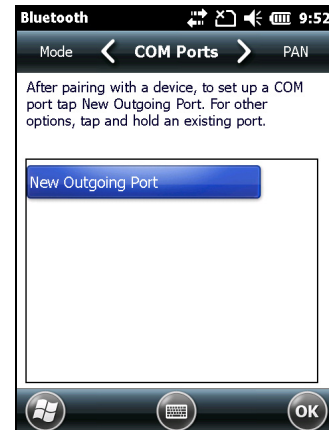 Bluetooth 9:52
Mode COM Ports PAN
After pairing with a device, to set up a COM
port tap New Outgoing Port. For other
options, tap and hold an existing port.
New Outgoing Port
OK